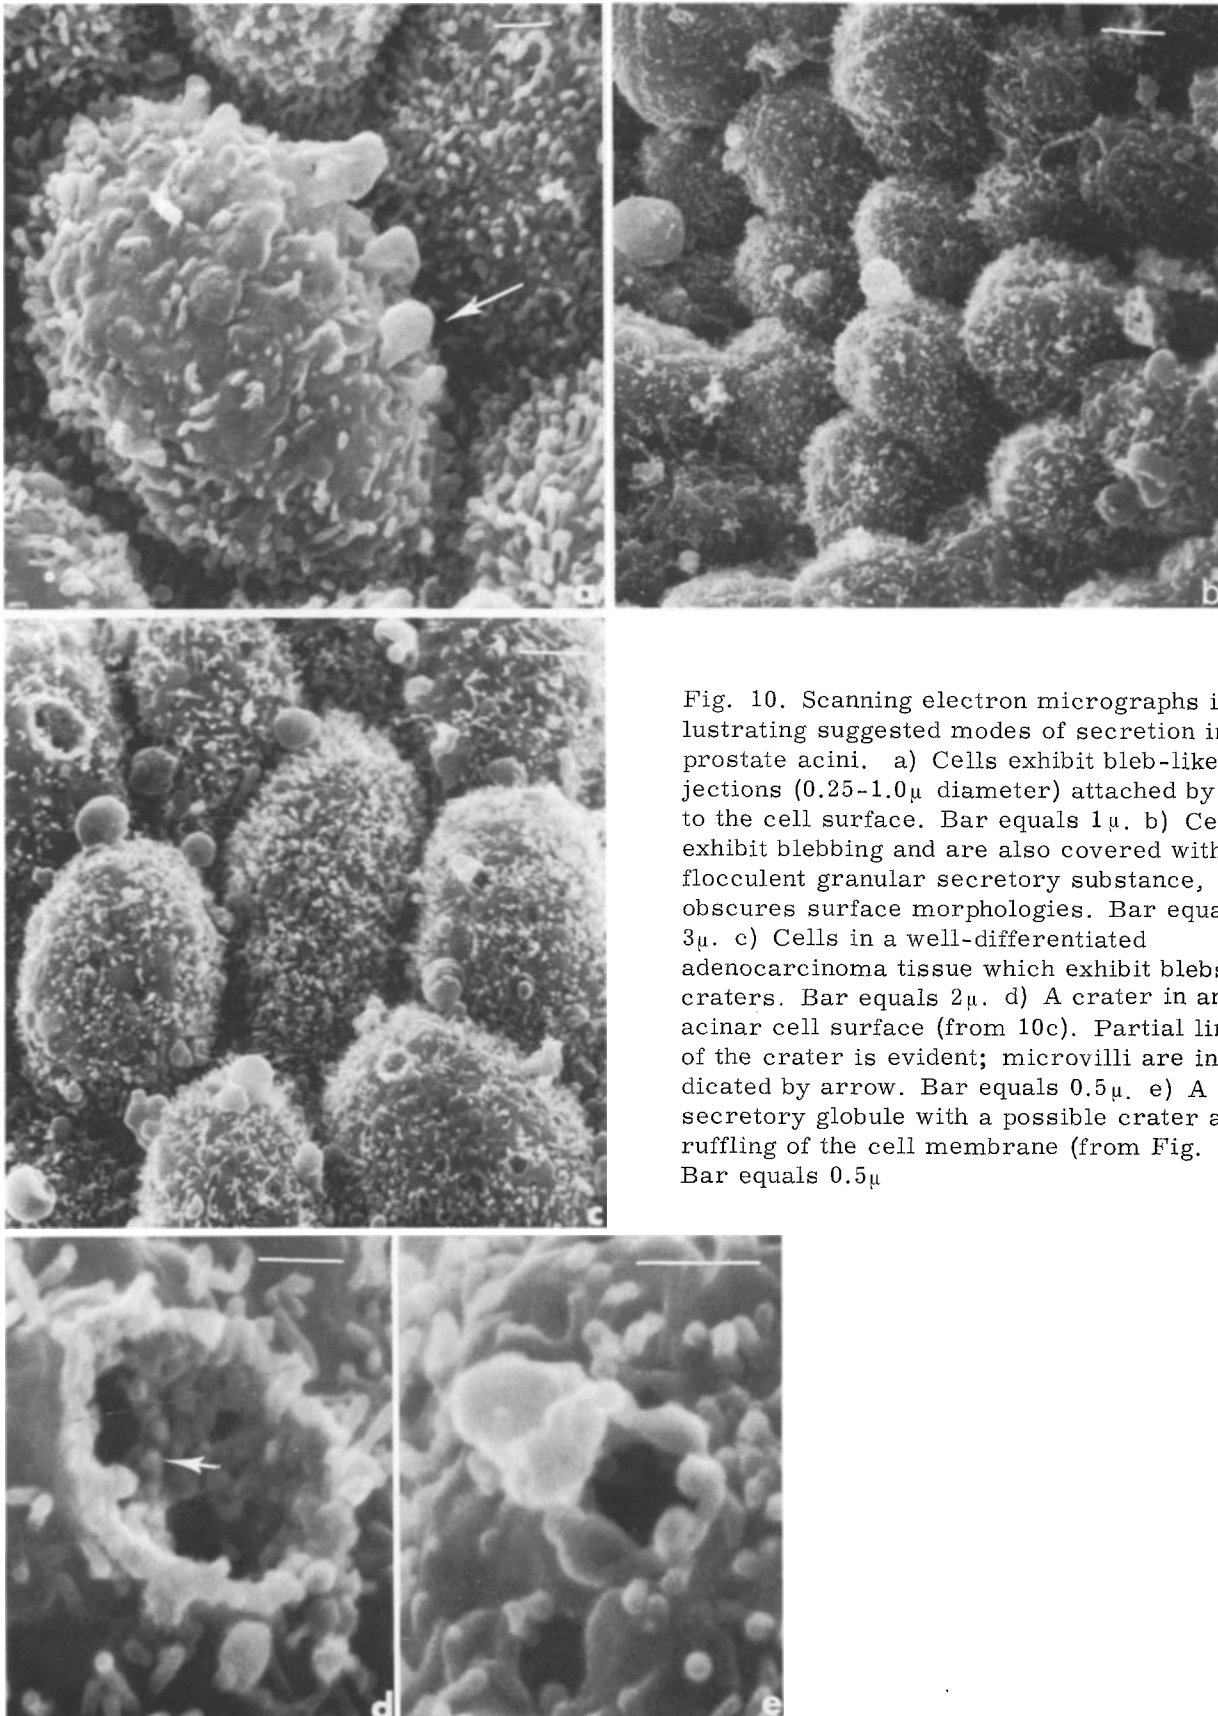 a
b
c
Fig. 10. Scanning electron micrographs i
lustrating suggested modes of secretion in
prostate acini. a) Cells exhibit bleb-like
jections (0.25-1.0µ diameter) attached by
to the cell surface. Bar equals 1µ. b) Ce
exhibit blebbing and are also covered with
flocculent granular secretory substance,
obscures surface morphologies. Bar equa
3µ. c) Cells in a well-differentiated
adenocarcinoma tissue which exhibit blebs
craters. Bar equals 2µ. d) A crater in an
acinar cell surface (from 10c). Partial lin
of the crater is evident; microvilli are in-
dicated by arrow. Bar equals 0.5µ. e) A
secretory globule with a possible crater a
ruffling of the cell membrane (from Fig.
Bar equals 0.5µ
d
e